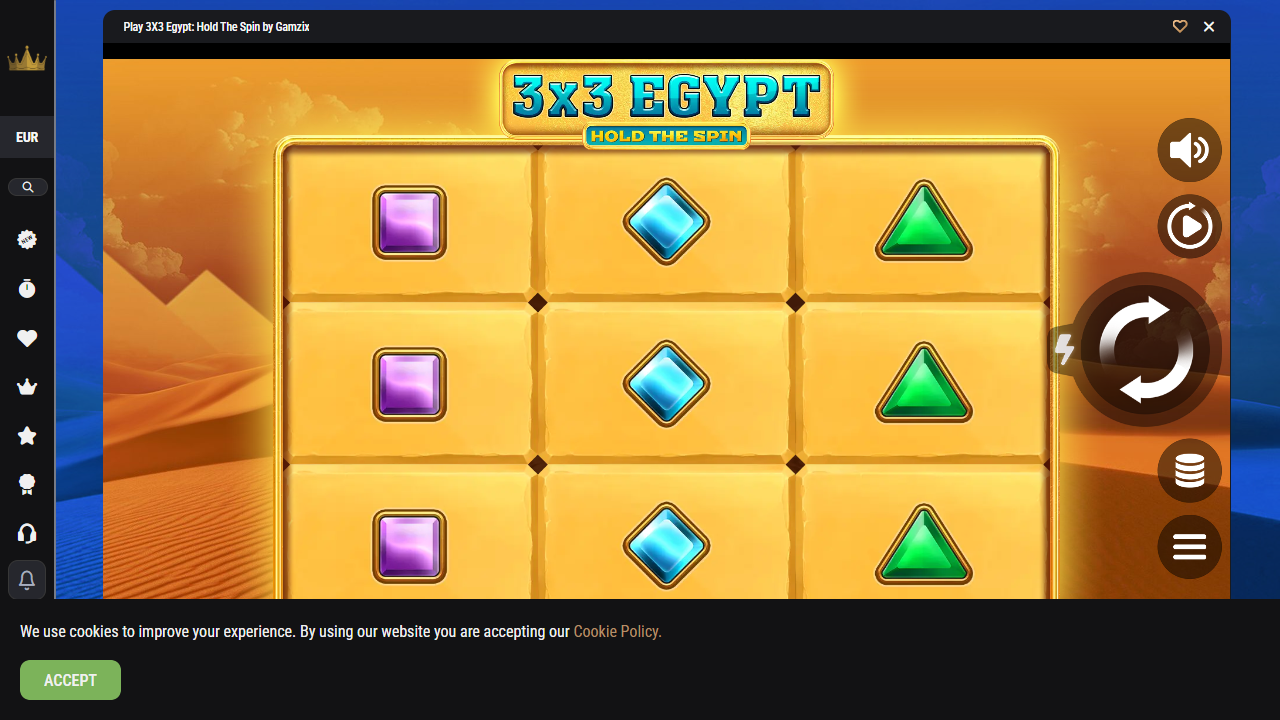 Play 3X3 Egypt: Hold The Spin by Gamzix
3x3 EGYPT
HOLD THE SPIN
EUR
NEW
We use cookies to improve your experience. By using our website you are accepting our Cookie Policy.
ACCEPT